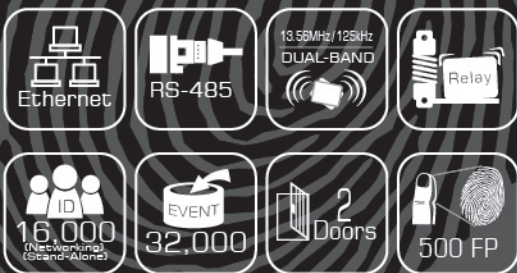 Ethernet
RS-485
13.56MHz/125kHz
DUAL-BAND
Relay
ID
16,000
(Networking)
(Stand-Alone)
EVENT
32,000
2
Doors
500 FP